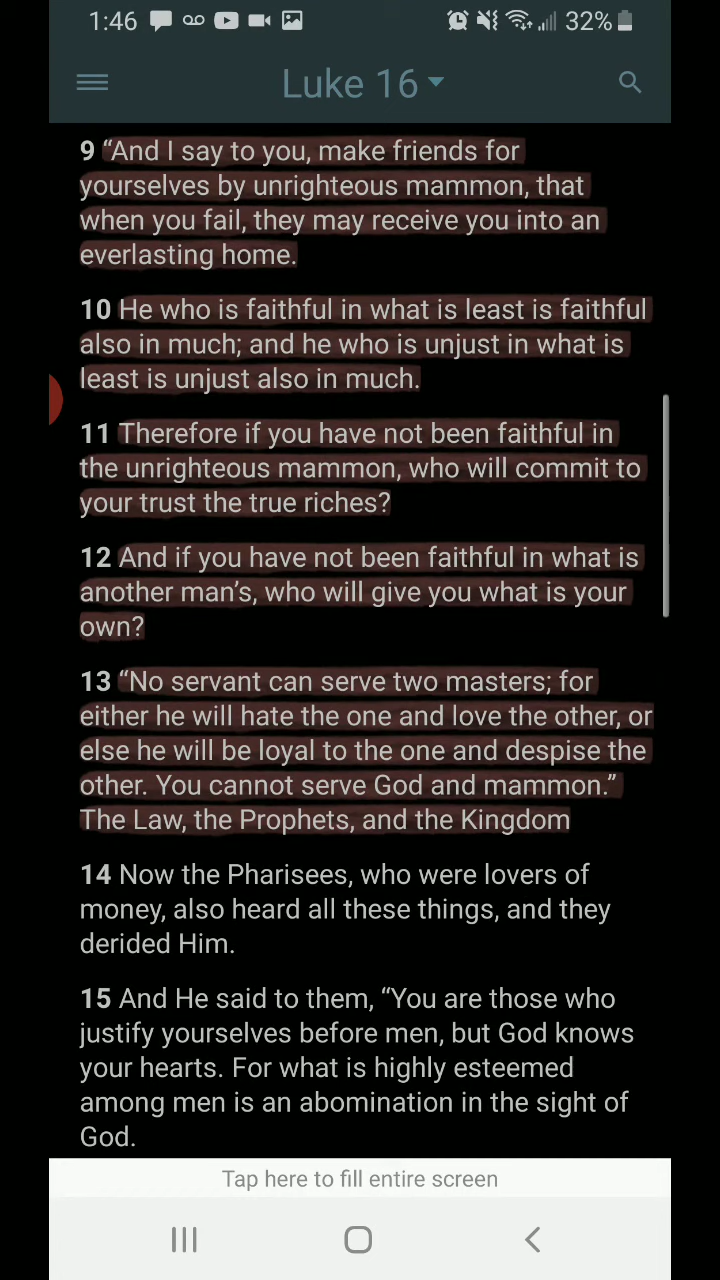 1:46 32%
Luke 16
9 “And I say to you, make friends for
yourselves by unrighteous mammon, that
when you fail, they may receive you into an
everlasting home.
10 He who is faithful in what is least is faithful
also in much; and he who is unjust in what is
least is unjust also in much.
11 Therefore if you have not been faithful in
the unrighteous mammon, who will commit to
your trust the true riches?
12 And if you have not been faithful in what is
another man’s, who will give you what is your
own?
13 “No servant can serve two masters; for
either he will hate the one and love the other, or
else he will be loyal to the one and despise the
other. You cannot serve God and mammon.”
The Law, the Prophets, and the Kingdom
14 Now the Pharisees, who were lovers of
money, also heard all these things, and they
derided Him.
15 And He said to them, “You are those who
justify yourselves before men, but God knows
your hearts. For what is highly esteemed
among men is an abomination in the sight of
God.
Tap here to fill entire screen